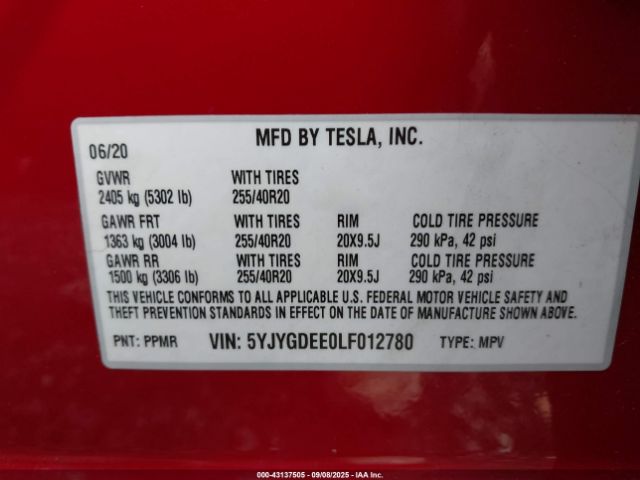 MFD BY TESLA, INC.
06/20
GVWR WITH TIRES
2405 kg (5302 lb) 255/40R20
GAWR FRT WITH TIRES RIM COLD TIRE PRESSURE
1363 kg (3004 lb) 255/40R20 20X9.5J 290 kPa, 42 psi
GAWR RR WITH TIRES RIM COLD TIRE PRESSURE
1500 kg (3306 lb) 255/40R20 20X9.5J 290 kPa, 42 psi
THIS VEHICLE CONFORMS TO ALL APPLICABLE U.S. FEDERAL MOTOR VEHICLE SAFETY AND
THEFT PREVENTION STANDARDS IN EFFECT ON THE DATE OF MANUFACTURE SHOWN ABOVE.
PNT: PPMR VIN: 5YJYGDEE0LF012780 TYPE: MPV
000-43137505 - 09/08/2025 - IAA Inc.